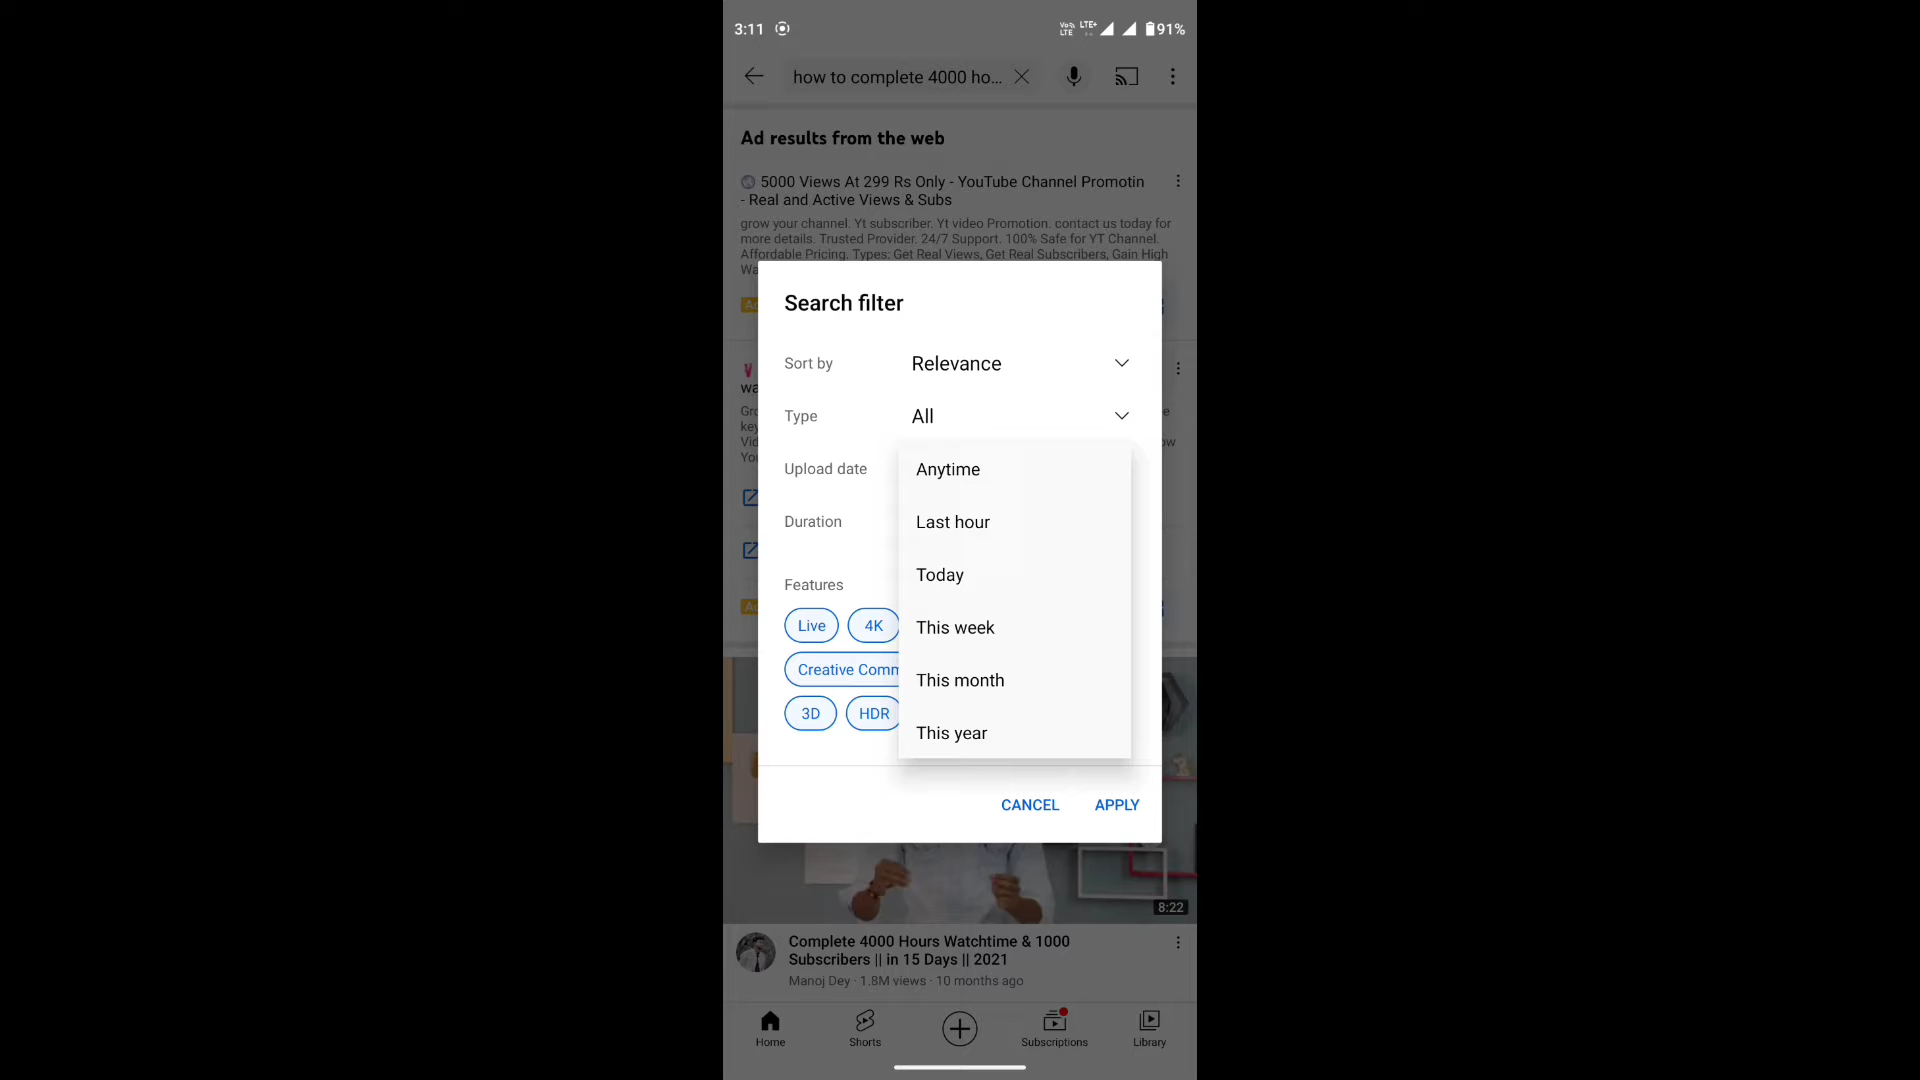 3:11
Vo LTE
LTE+
91%
how to complete 4000 ho...
Ad results from the web
5000 Views At 299 Rs Only - YouTube Channel Promotin
- Real and Active Views & Subs
grow your channel. Yt subscriber. Yt video Promotion. contact us today for
more details. Trusted Provider. 24/7 Support. 100% Safe for YT Channel.
Affordable Pricing. Types: Get Real Views, Get Real Subscribers, Gain High
Wa
Search filter
Sort by
Relevance
Type
All
Upload date
Anytime
Duration
Last hour
Today
Features
Live
4K
This week
Creative Comm
This month
3D
HDR
This year
CANCEL
APPLY
8:22
Complete 4000 Hours Watchtime & 1000
Subscribers || in 15 Days || 2021
Manoj Dey · 1.8M views · 10 months ago
Home
Shorts
Subscriptions
Library